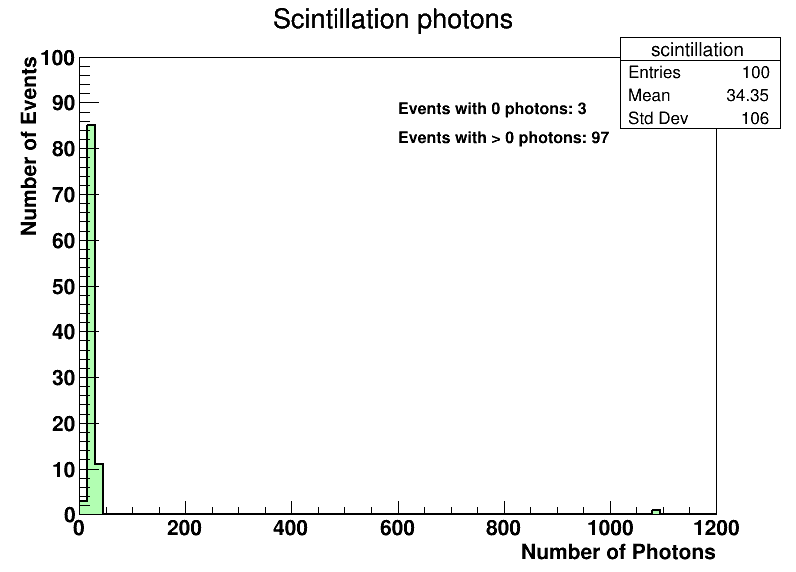 Scintillation photons
scintillation
Entries 100
Mean 34.35
Std Dev 106
Events with 0 photons: 3
Events with > 0 photons: 97
Number of Events
100
90
80
70
60
50
40
30
20
10
0
0 200 400 600 800 1000 1200
Number of Photons